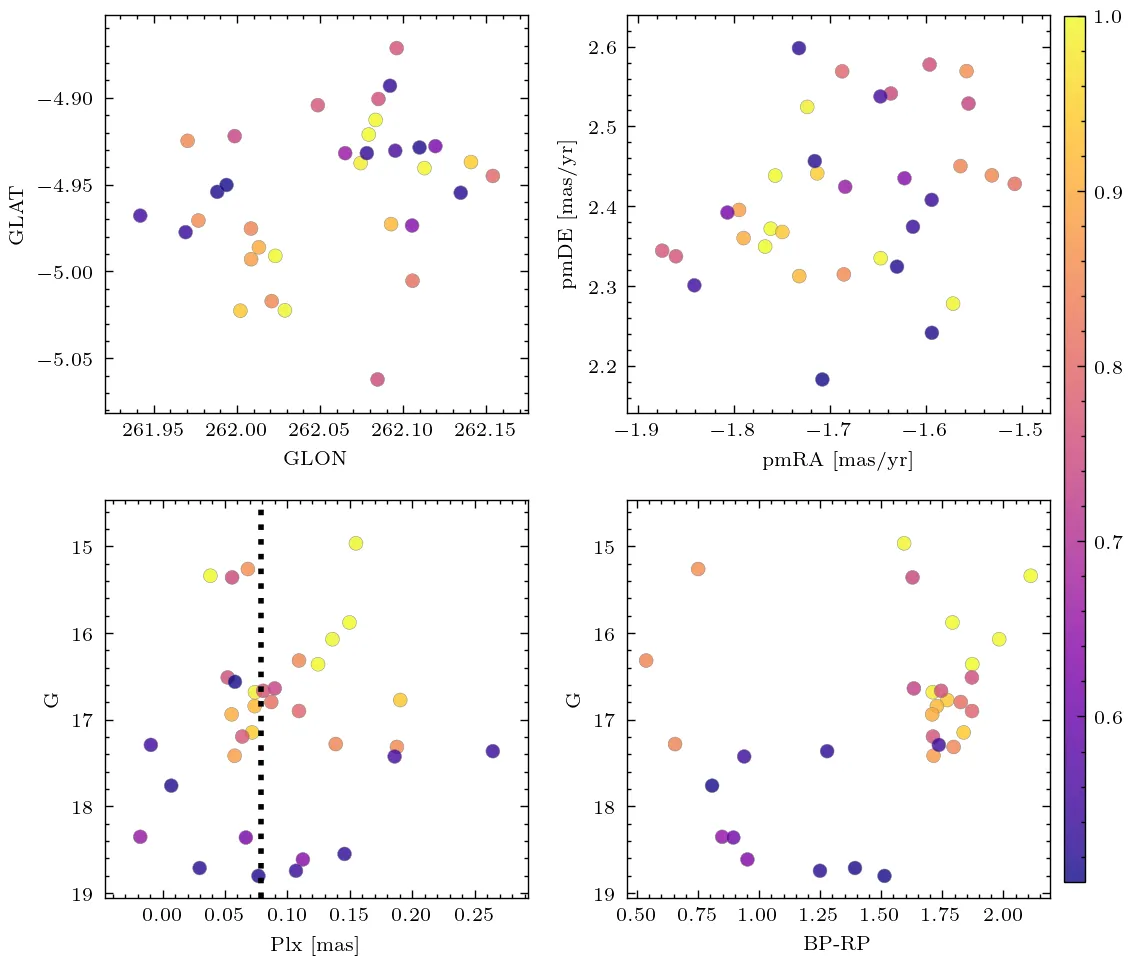 −4.90
−4.95
−5.00
−5.05
GLAT
261.95 262.00 262.05 262.10 262.15
GLON
2.6
2.5
2.4
2.3
2.2
pmDE [mas/yr]
−1.9 −1.8 −1.7 −1.6 −1.5
pmRA [mas/yr]
1.0
0.9
0.8
0.7
0.6
15
16
17
18
19
G
0.00 0.05 0.10 0.15 0.20 0.25
Plx [mas]
15
16
17
18
19
G
0.50 0.75 1.00 1.25 1.50 1.75 2.00
BP-RP